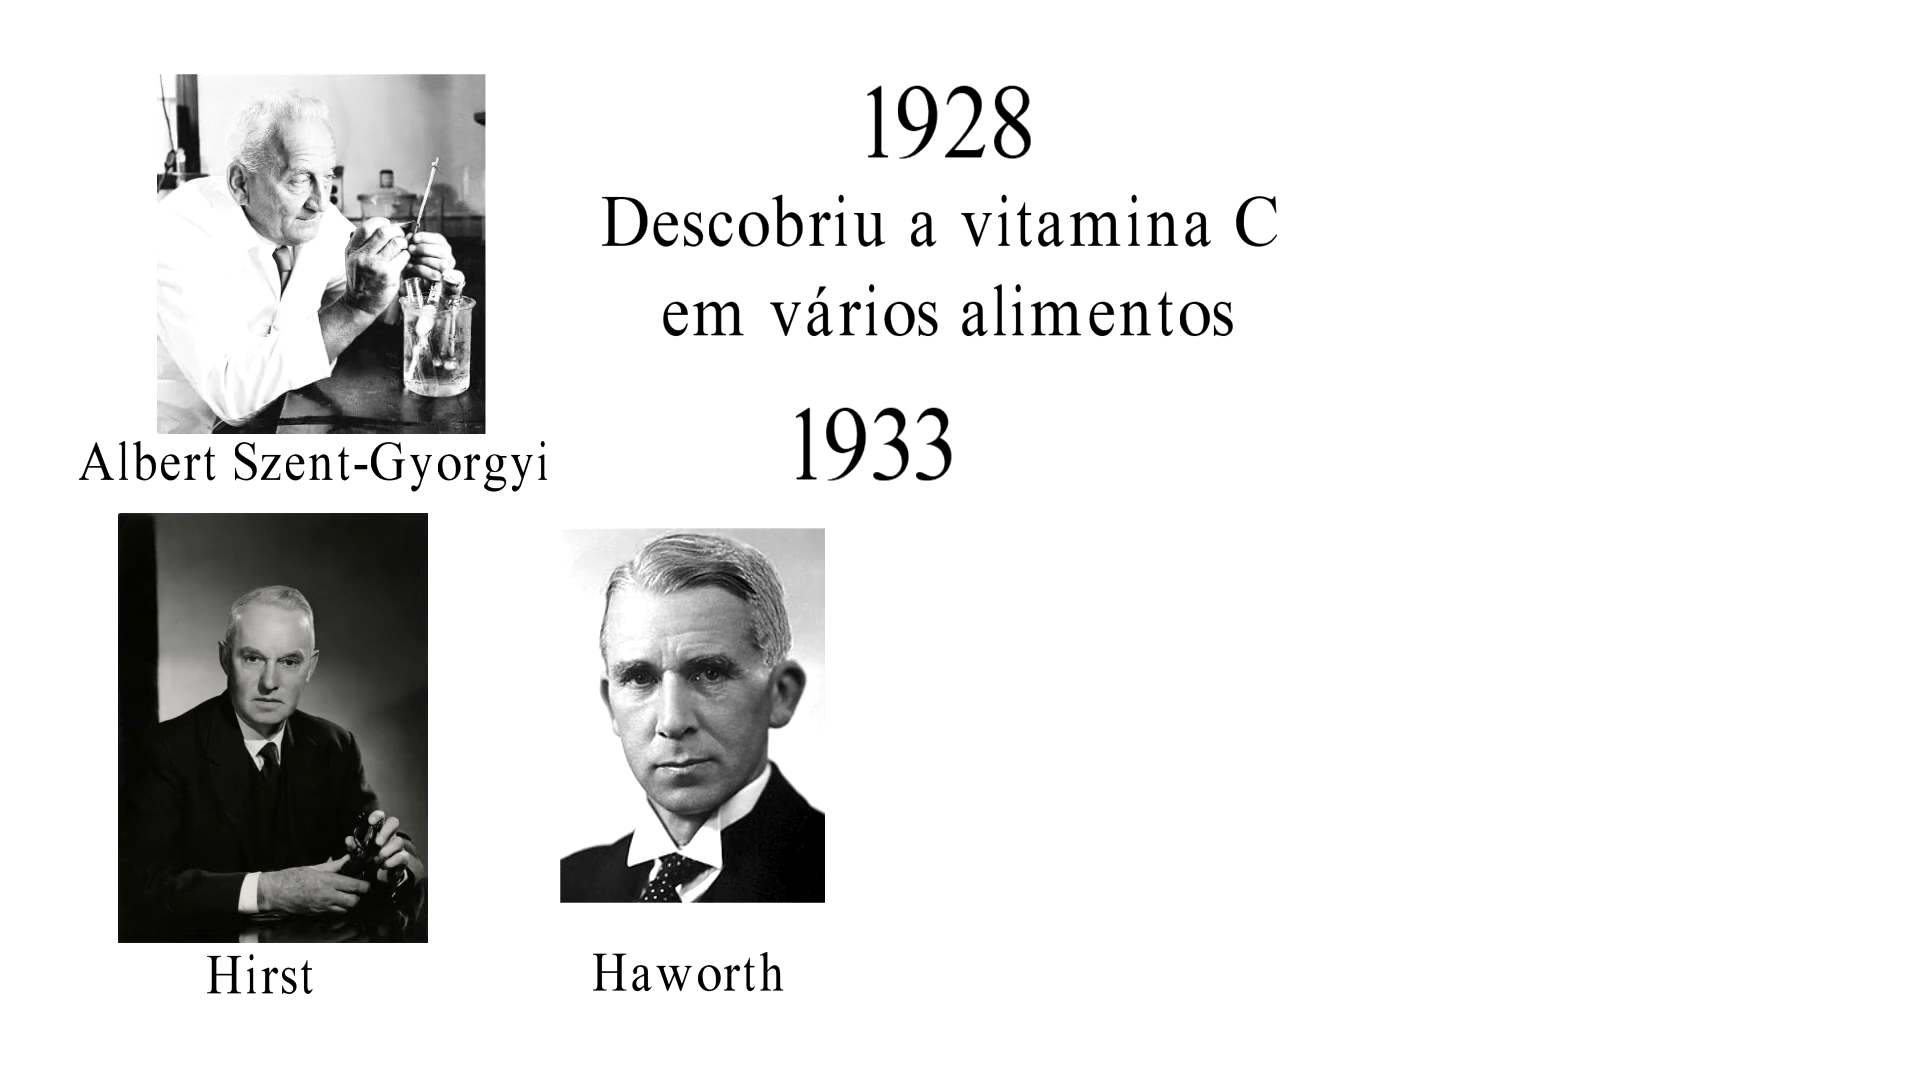 1928
Descobriu a vitamina C
em vários alimentos
Albert Szent-Gyorgyi
1933
Hirst
Haworth